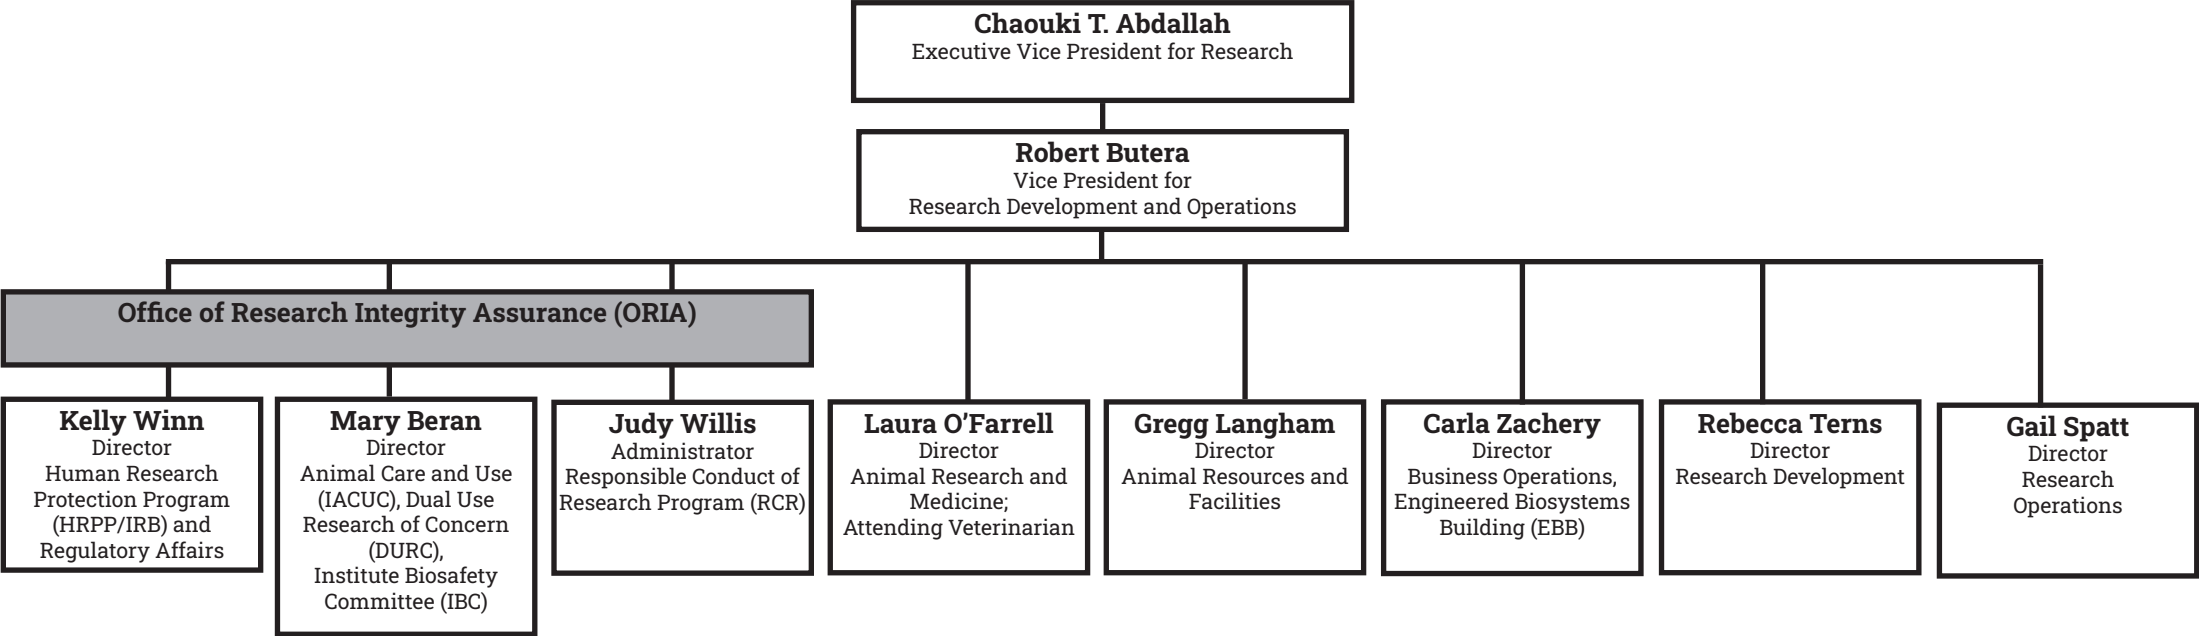 Chaouki T. Abdallah
Executive Vice President for Research
Robert Butera
Vice President for
Research Development and Operations
Office of Research Integrity Assurance (ORIA)
Kelly Winn
Director
Human Research
Protection Program
(HRPP/IRB) and
Regulatory Affairs
Mary Beran
Director
Animal Care and Use
(IACUC), Dual Use
Research of Concern
(DURC),
Institute Biosafety
Committee (IBC)
Judy Willis
Administrator
Responsible Conduct of
Research Program (RCR)
Laura O’Farrell
Director
Animal Research and
Medicine;
Attending Veterinarian
Gregg Langham
Director
Animal Resources and
Facilities
Carla Zachery
Director
Business Operations,
Engineered Biosystems
Building (EBB)
Rebecca Terns
Director
Research Development
Gail Spatt
Director
Research
Operations